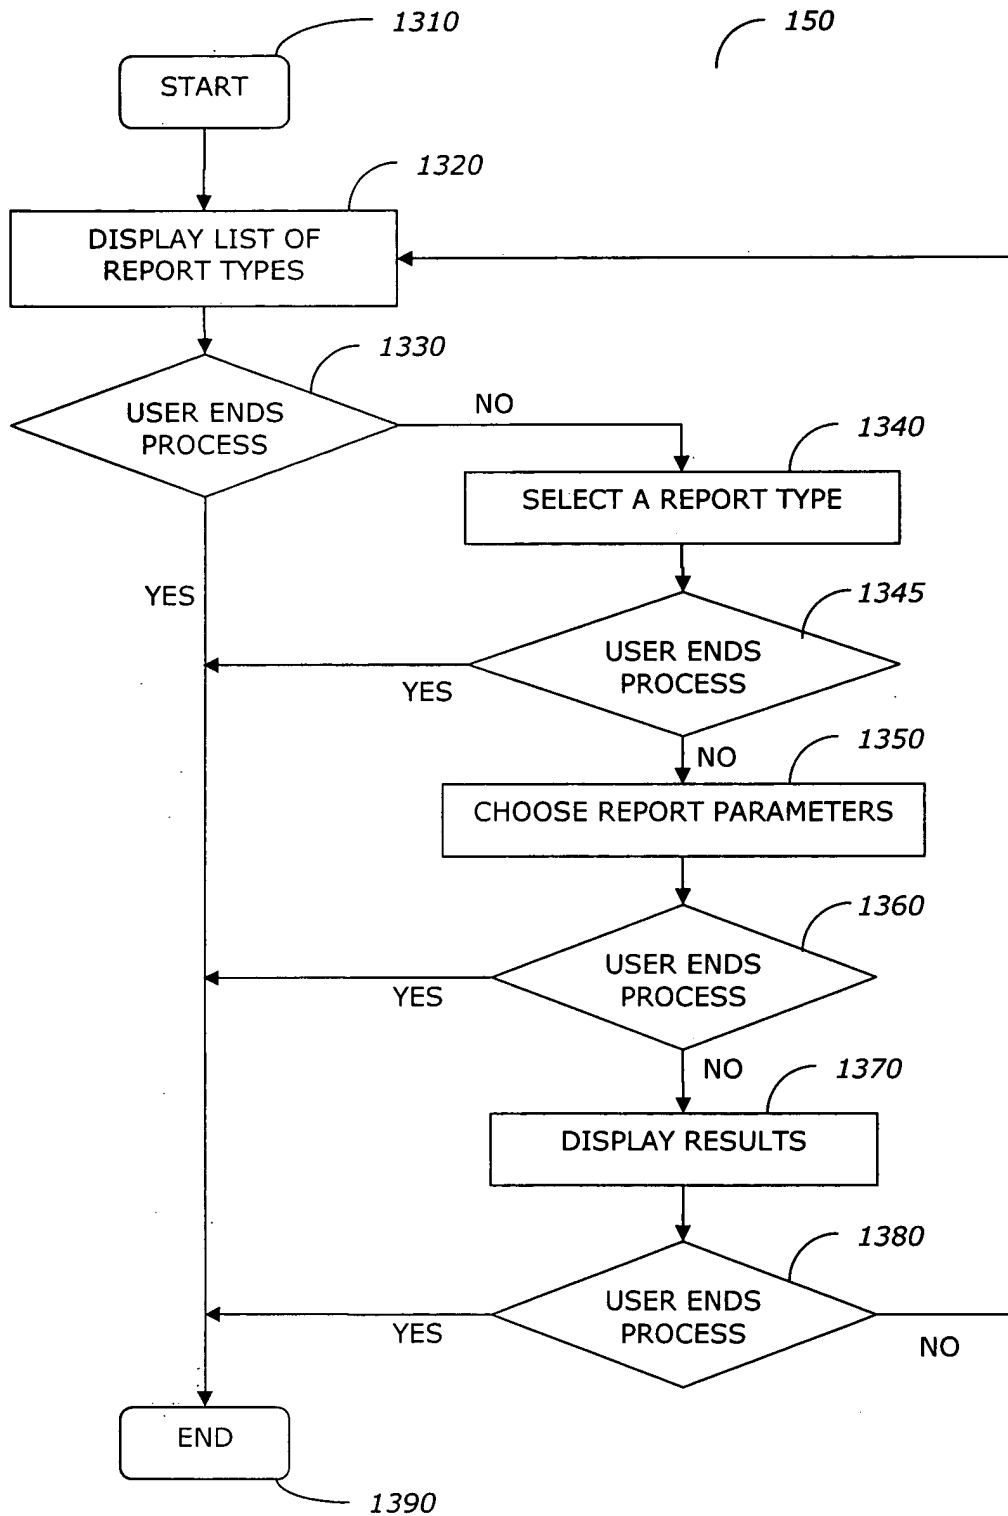 1310
150
START
1320
DISPLAY LIST OF
REPORT TYPES
1330
USER ENDS
PROCESS
NO
1340
SELECT A REPORT TYPE
YES
1345
USER ENDS
PROCESS
YES
NO
1350
CHOOSE REPORT PARAMETERS
1360
USER ENDS
PROCESS
YES
NO
1370
DISPLAY RESULTS
1380
USER ENDS
PROCESS
YES
NO
END
1390